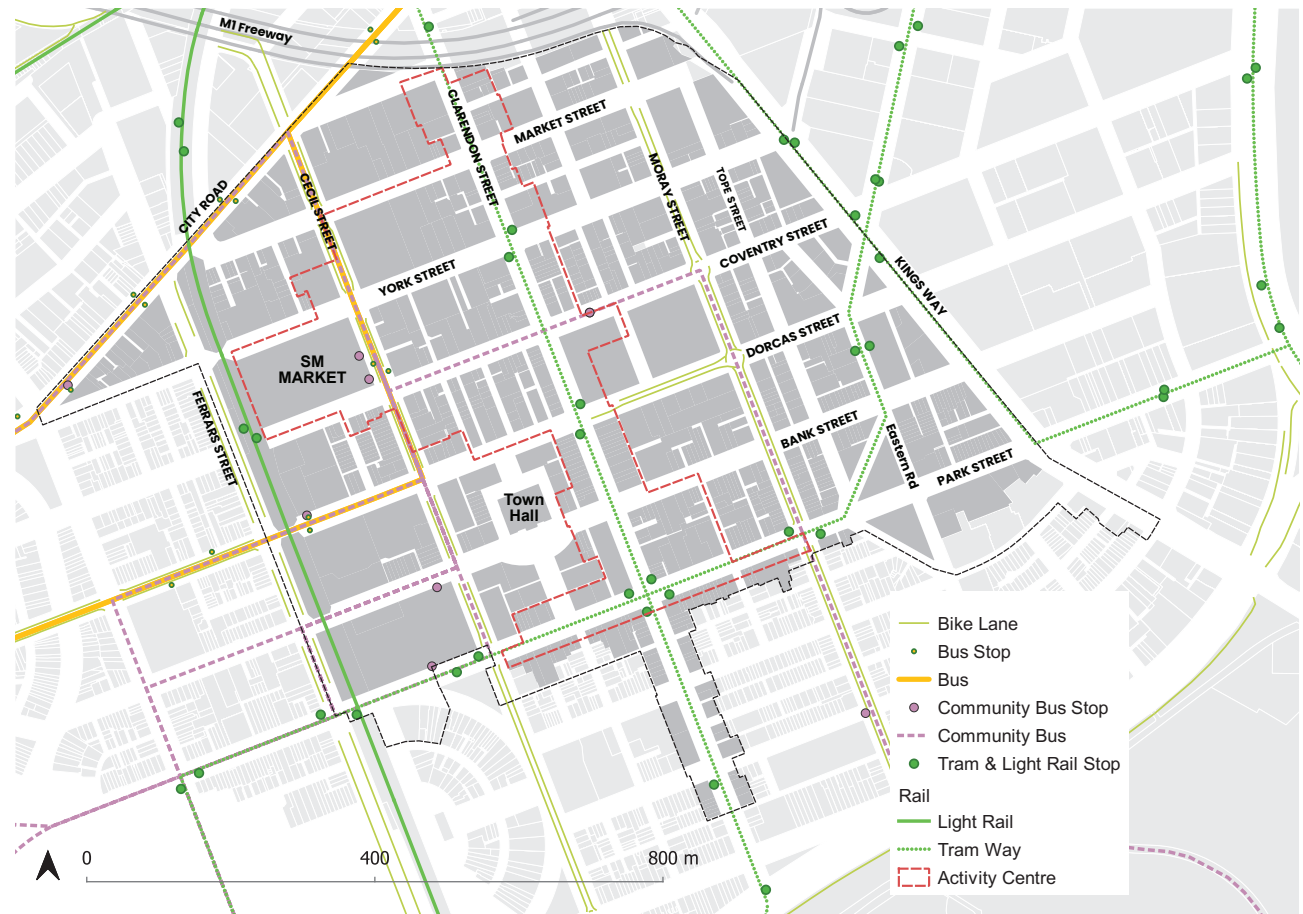 M1 Freeway
CLARENDON STREET
MARKET STREET
CITY ROAD
CECIL STREET
MORAY STREET
TOPE STREET
COVENTRY STREET
YORK STREET
KINGS WAY
DORCAS STREET
SM
MARKET
FERRARS STREET
BANK STREET
Eastern Rd
PARK STREET
Town
Hall
Bike Lane
Bus Stop
Bus
Community Bus Stop
Community Bus
Tram & Light Rail Stop
Rail
Light Rail
Tram Way
Activity Centre
0 400 800 m